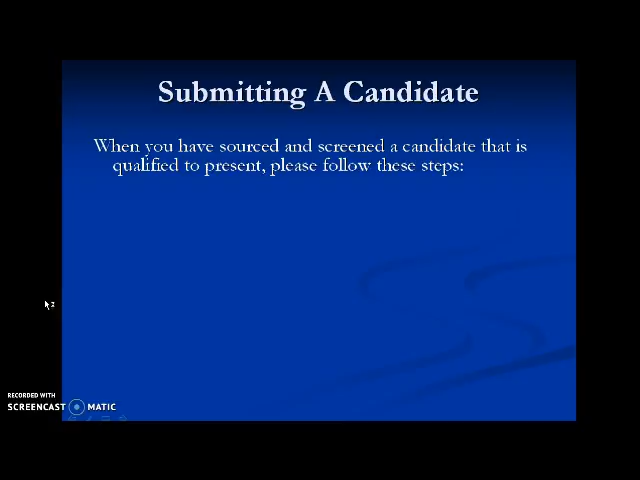 Submitting A Candidate
When you have sourced and screened a candidate that is
qualified to present, please follow these steps:
2
RECORDED WITH
SCREENCAST MATIC